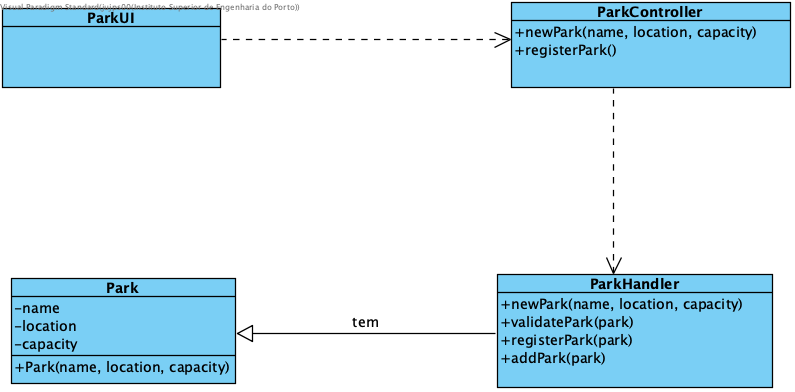 Visual Paradigm Standard(juins00(Instituto Superior de Engenharia do Porto))
ParkUI
ParkController
+newPark(name, location, capacity)
+registerPark()
Park
-name
-location
-capacity
+Park(name, location, capacity)
tem
ParkHandler
+newPark(name, location, capacity)
+validatePark(park)
+registerPark(park)
+addPark(park)